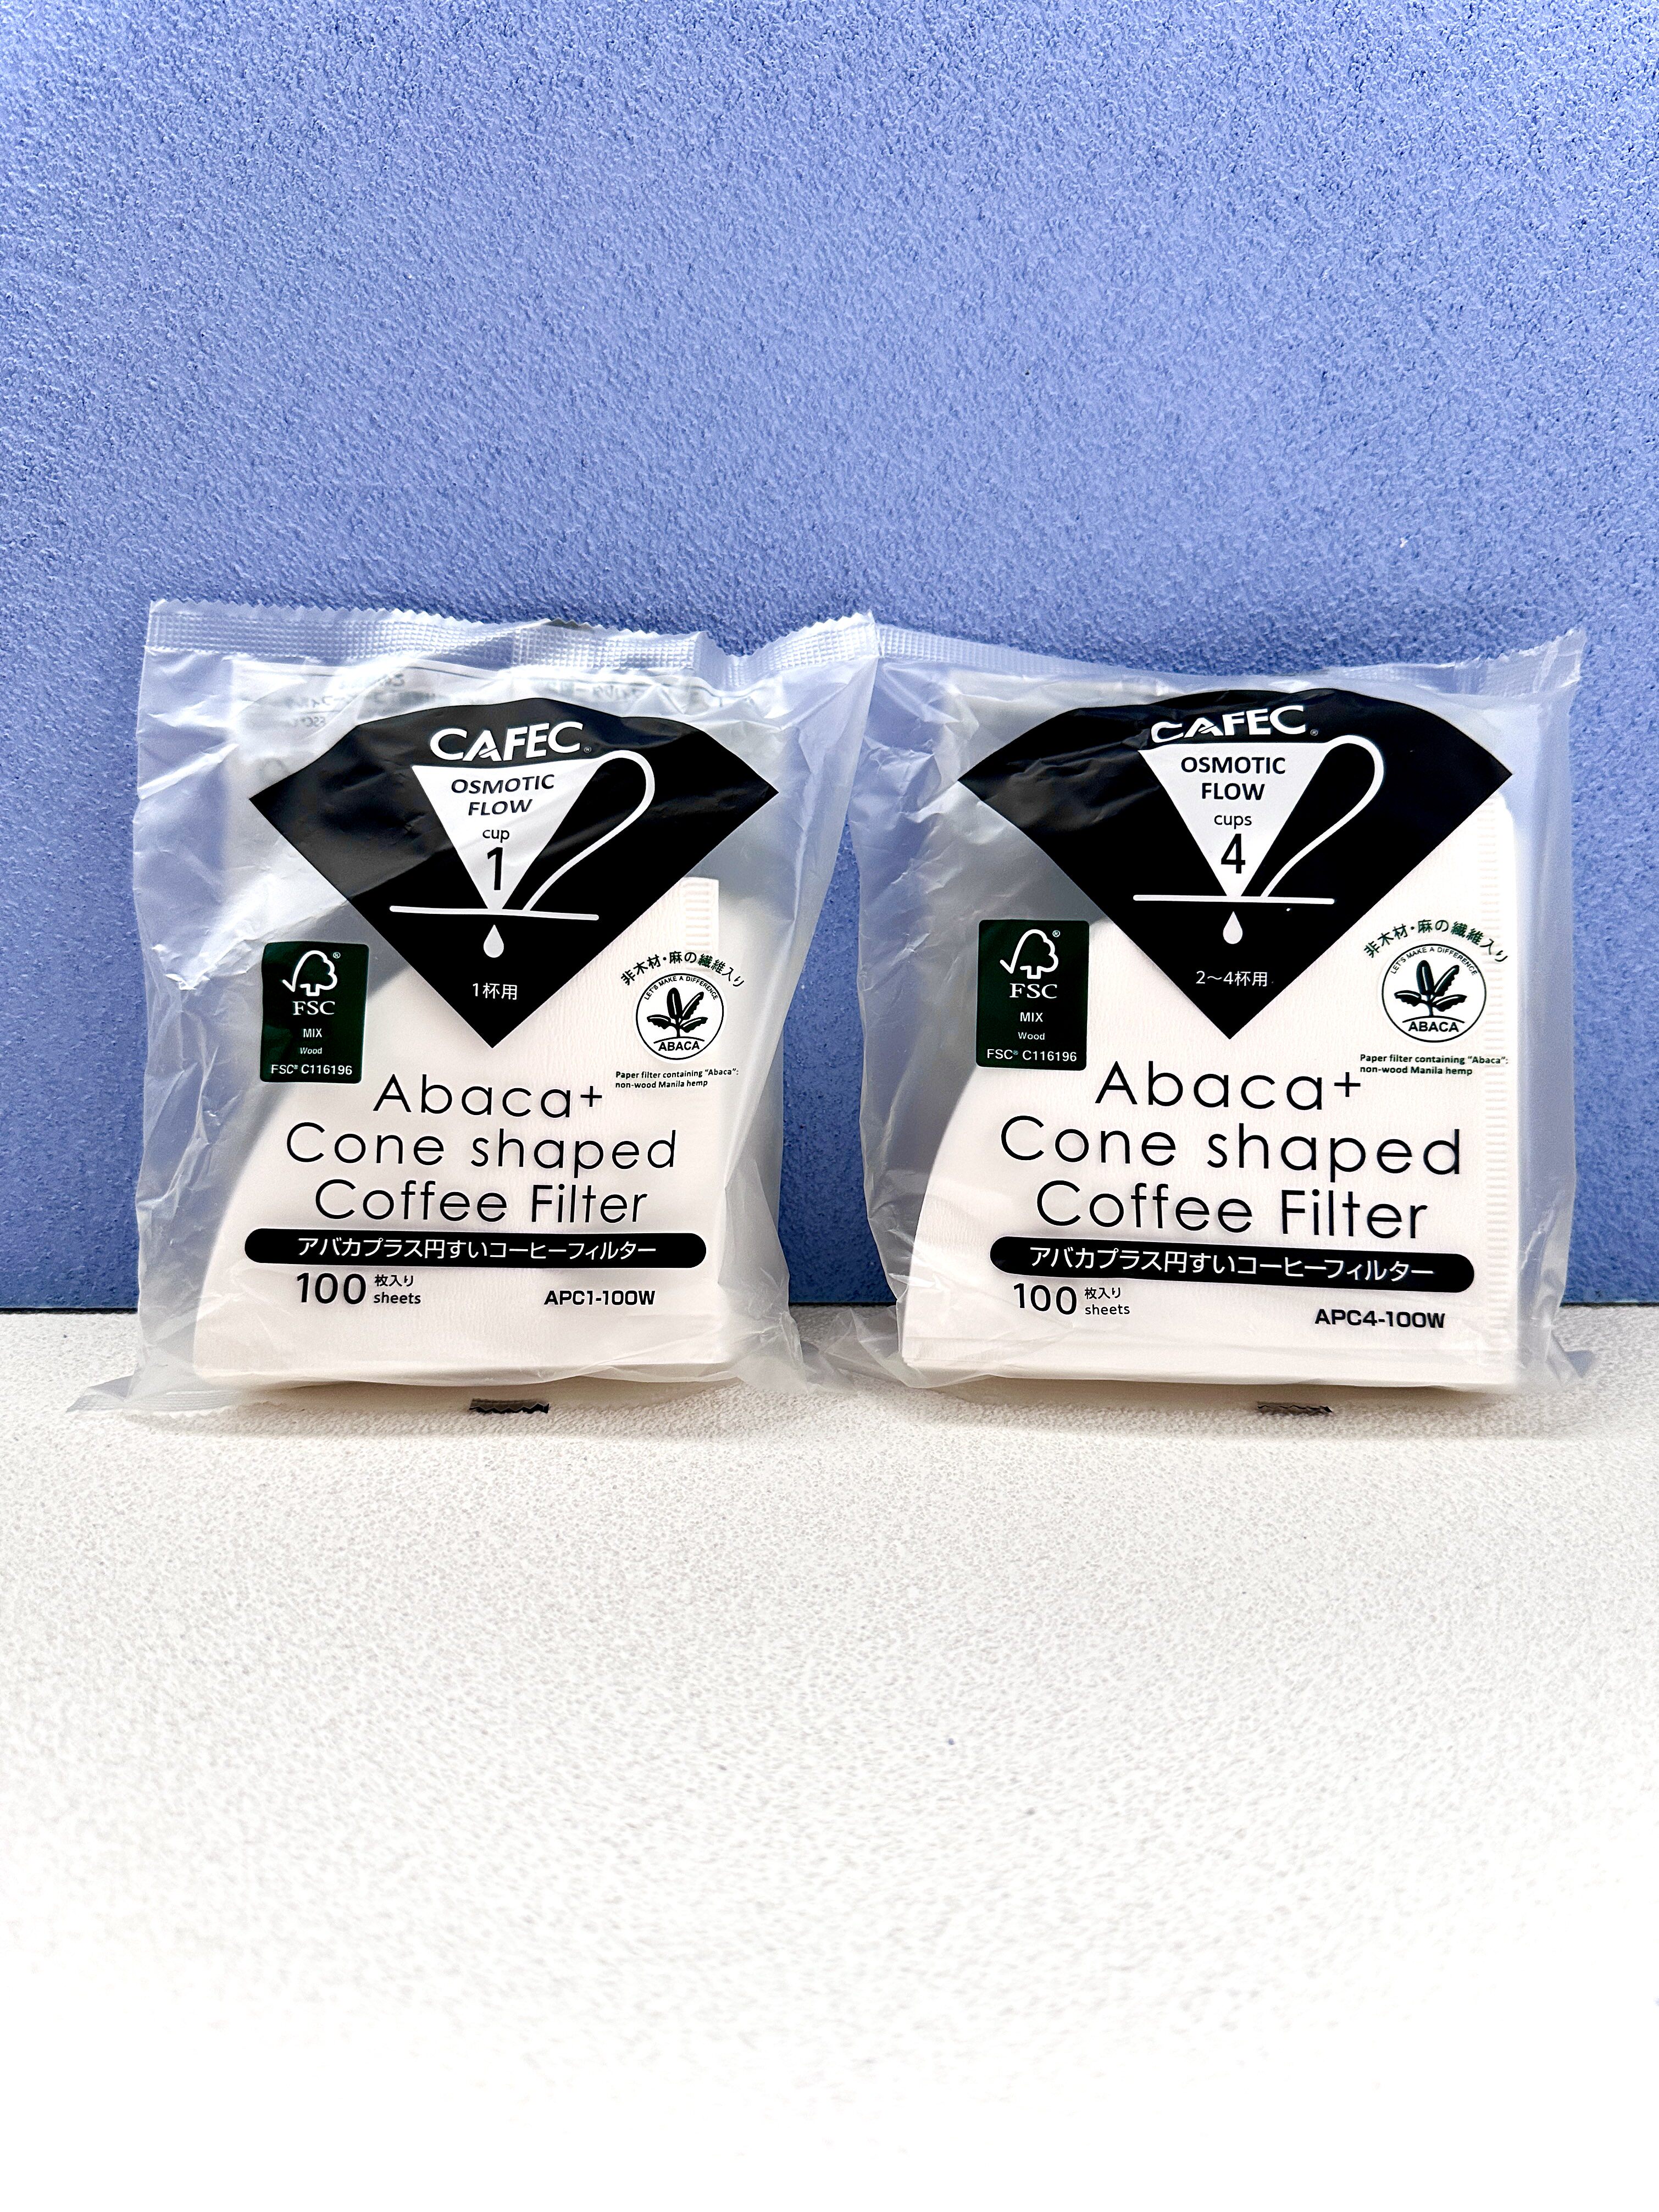 CAFEC®
OSMOTIC
FLOW
cup
1
1杯用
FSC®
MIX
Wood
FSC® C116196
非木材・麻の繊維入り
LET'S MAKE A DIFFERENCE
ABACA
Paper filter containing "Abaca":
non-wood Manila hemp
Abaca+
Cone shaped
Coffee Filter
アバカプラス円すいコーヒーフィルター
100 枚入り
sheets
APC1-100W
CAFEC®
OSMOTIC
FLOW
cups
4
2〜4杯用
FSC®
MIX
Wood
FSC® C116196
非木材・麻の繊維入り
LET'S MAKE A DIFFERENCE
ABACA
Paper filter containing "Abaca":
non-wood Manila hemp
Abaca+
Cone shaped
Coffee Filter
アバカプラス円すいコーヒーフィルター
100 枚入り
sheets
APC4-100W